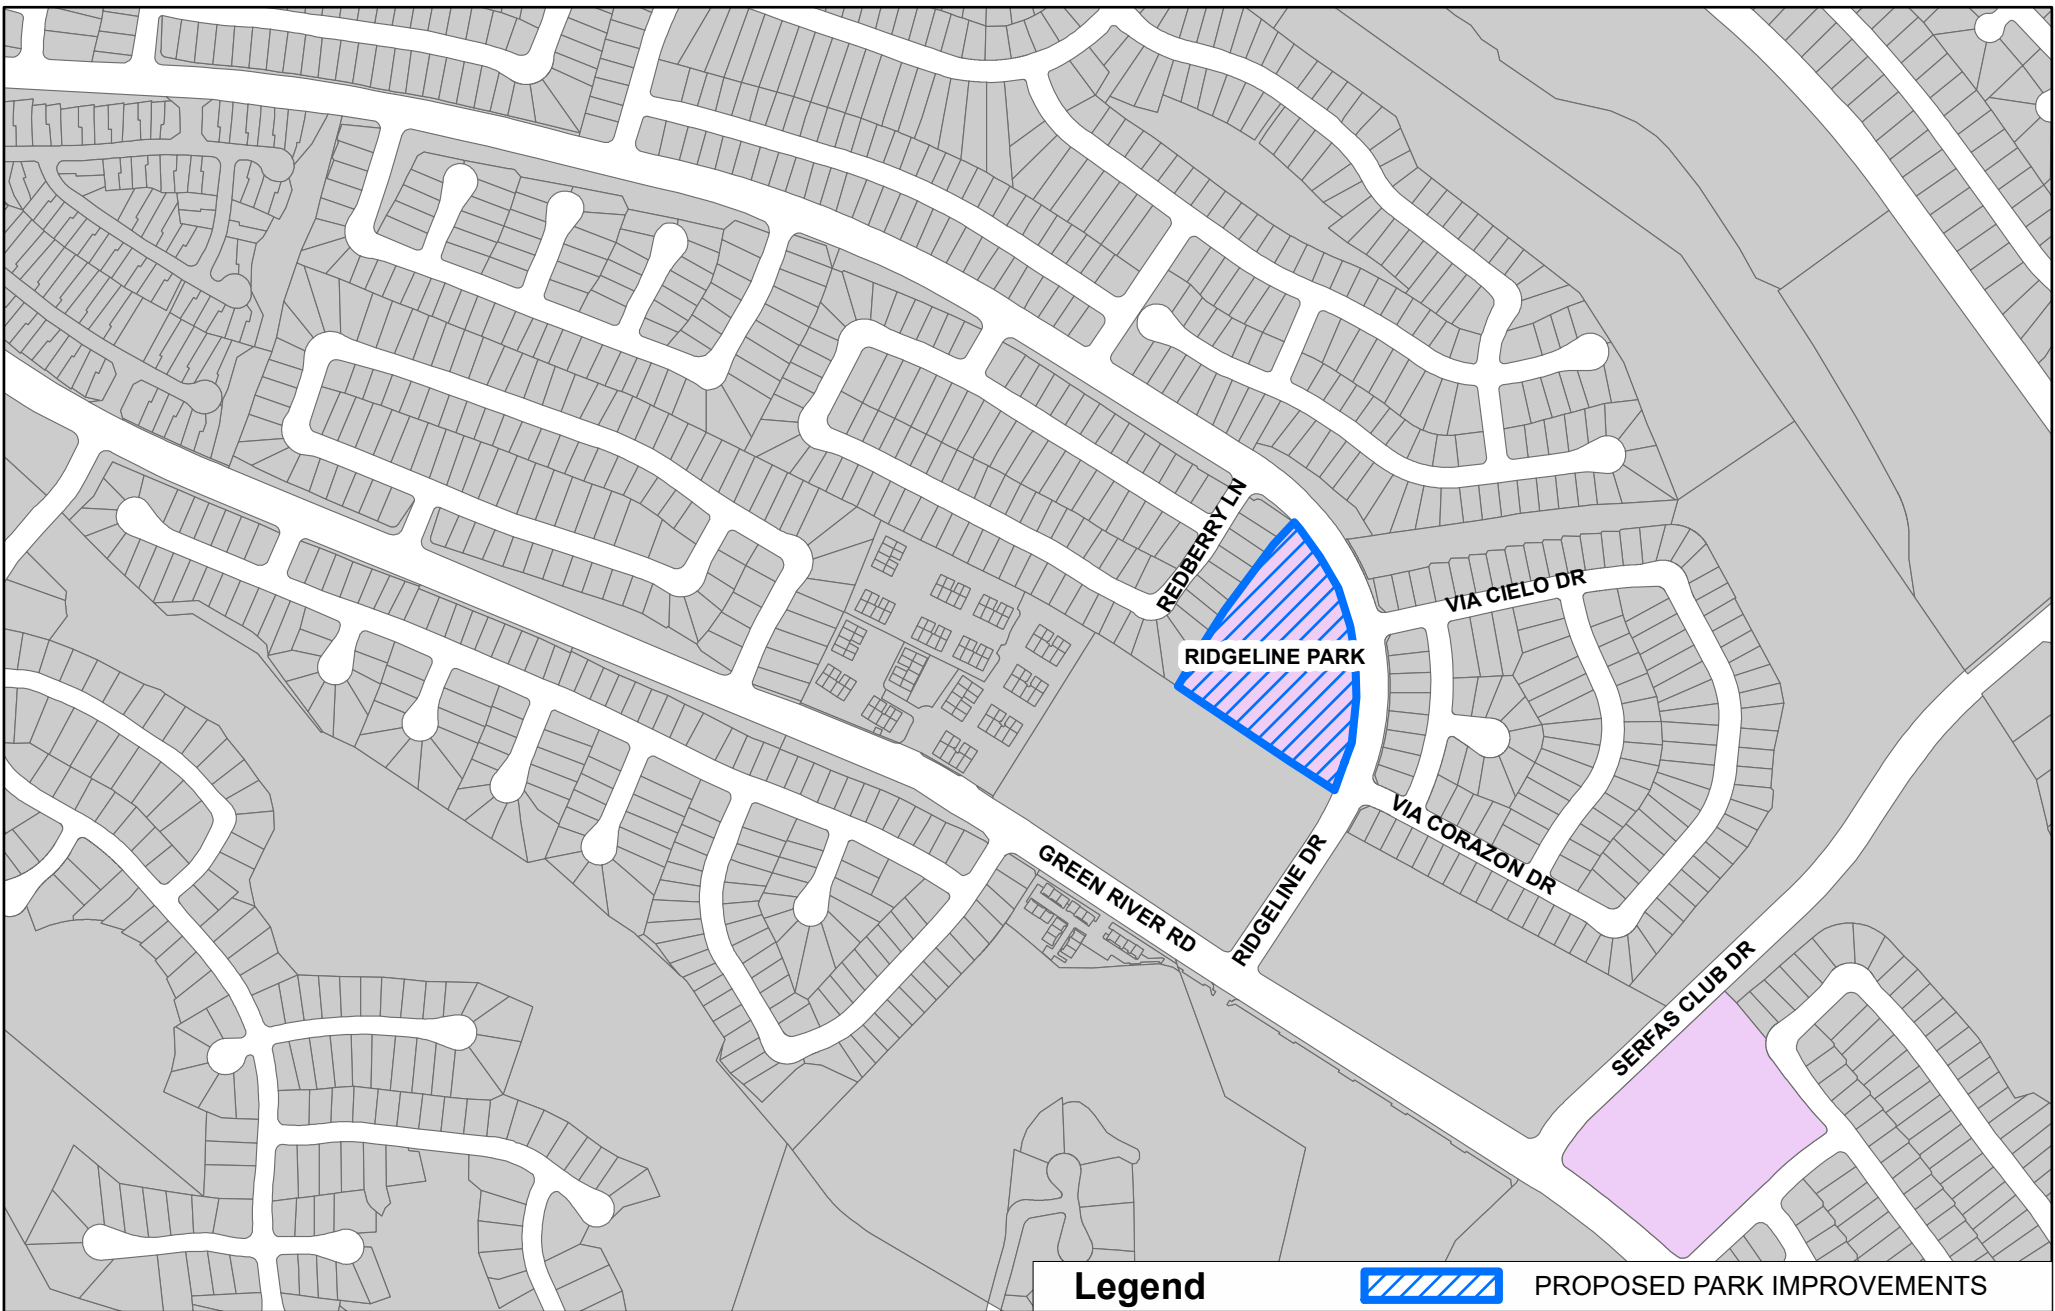 REDBERRY LN
VIA CIELO DR
RIDGELINE PARK
VIA CORAZON DR
GREEN RIVER RD
RIDGELINE DR
SERFAS CLUB DR
Legend
PROPOSED PARK IMPROVEMENTS